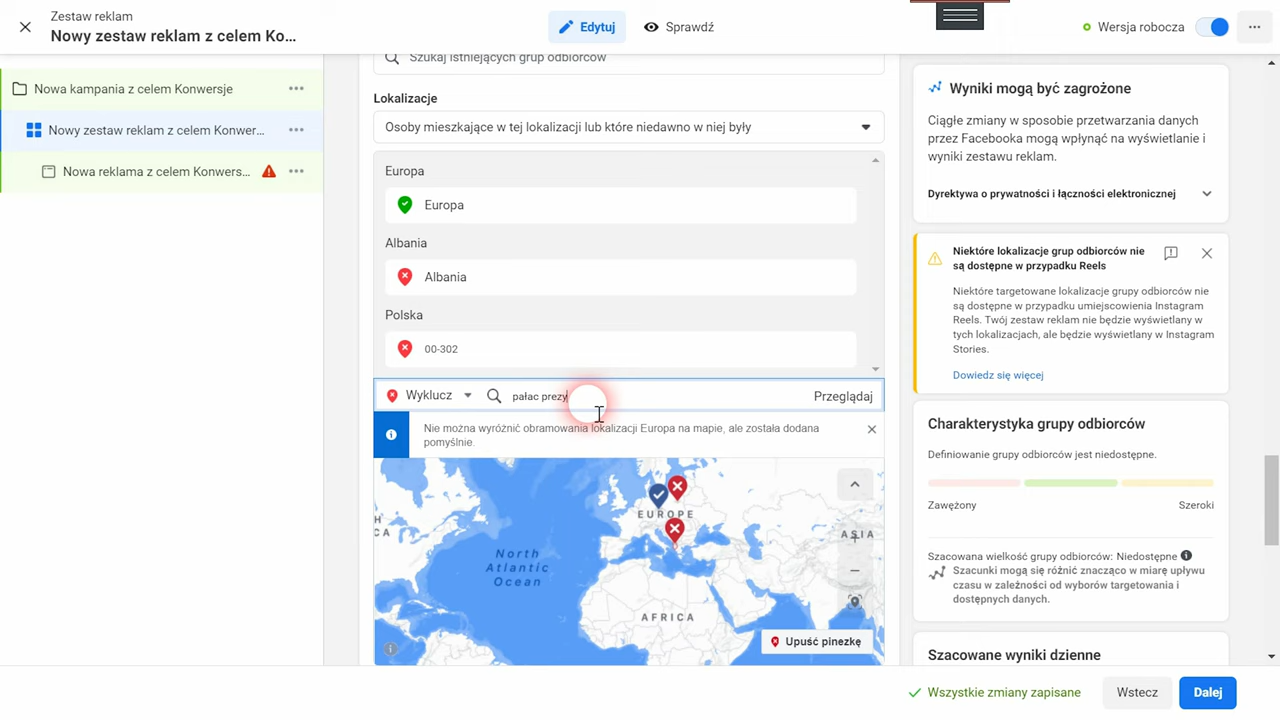 Zestaw reklam
Nowy zestaw reklam z celem Ko...
Edytuj
Sprawdź
Wersja robocza
Nowa kampania z celem Konwersje
Nowy zestaw reklam z celem Konwer...
Nowa reklama z celem Konwers...
Szukaj istniejących grup odbiorców
Lokalizacje
Osoby mieszkające w tej lokalizacji lub które niedawno w niej były
Europa
Europa
Albania
Albania
Polska
00-302
Wyklucz
pałac prezy
Przeglądaj
Nie można wyróżnić obramowania lokalizacji Europa na mapie, ale została dodana
pomyślnie.
EUROPE
ASIA
North
Atlantic
Ocean
AFRICA
Upuść pinezkę
Wyniki mogą być zagrożone
Ciągłe zmiany w sposobie przetwarzania danych
przez Facebooka mogą wpłynąć na wyświetlanie i
wyniki zestawu reklam.
Dyrektywa o prywatności i łączności elektronicznej
Niektóre lokalizacje grup odbiorców nie
są dostępne w przypadku Reels
Niektóre targetowane lokalizacje grupy odbiorców nie
są dostępne w przypadku umiejscowienia Instagram
Reels. Twój zestaw reklam nie będzie wyświetlany w
tych lokalizacjach, ale będzie wyświetlany w Instagram
Stories.
Dowiedz się więcej
Charakterystyka grupy odbiorców
Definiowanie grupy odbiorców jest niedostępne.
Zawężony
Szeroki
Szacowana wielkość grupy odbiorców: Niedostępne
Szacunki mogą się różnić znacząco w miarę upływu
czasu w zależności od wyborów targetowania i
dostępnych danych.
Szacowane wyniki dzienne
Wszystkie zmiany zapisane
Wstecz
Dalej